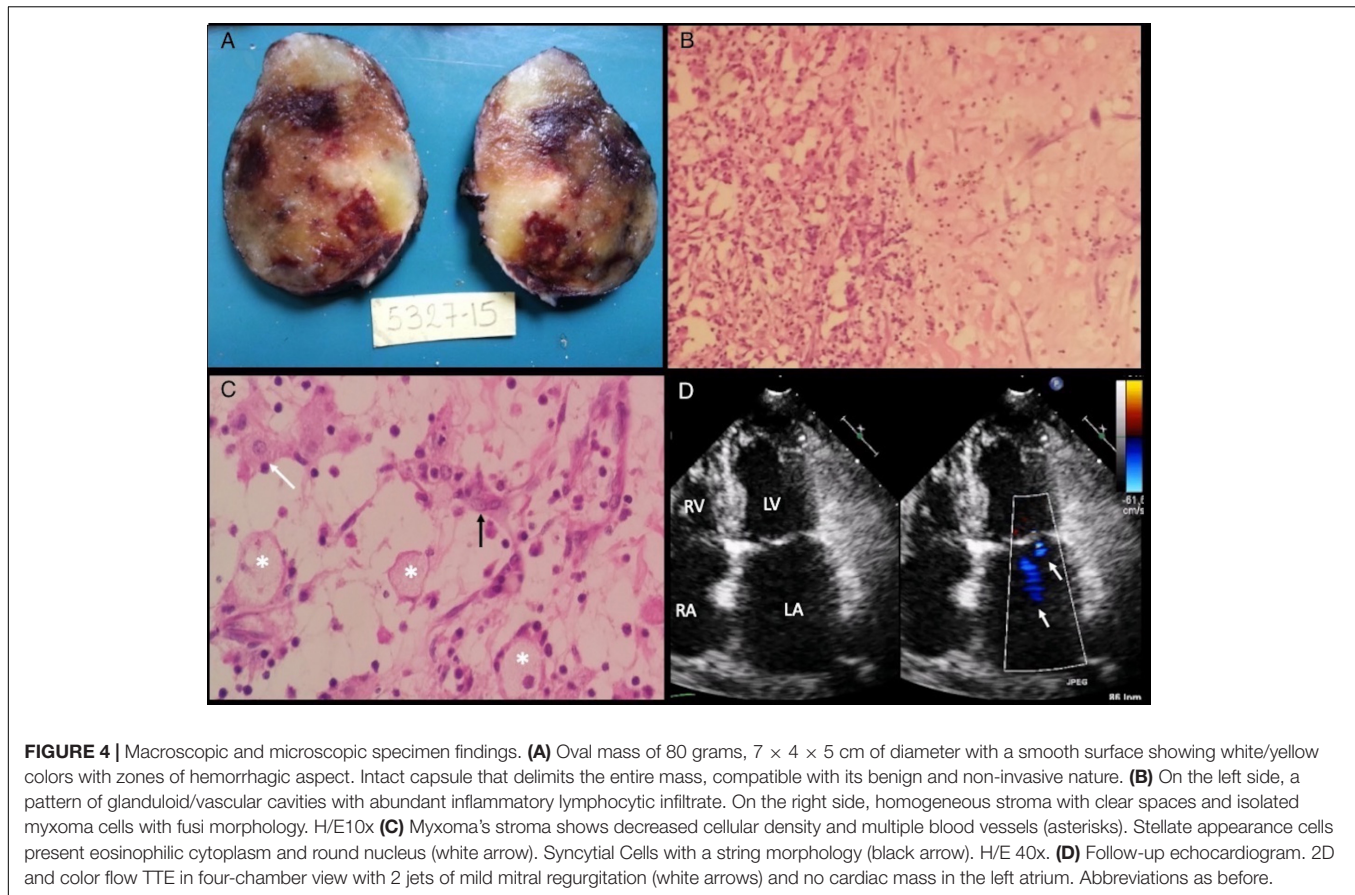 A
B
5327-15
C
D
*
*
*
RV
LV
RA
LA
cm/s
JPEG
FIGURE 4 | Macroscopic and microscopic specimen findings. (A) Oval mass of 80 grams, 7 × 4 × 5 cm of diameter with a smooth surface showing white/yellow
colors with zones of hemorrhagic aspect. Intact capsule that delimits the entire mass, compatible with its benign and non-invasive nature. (B) On the left side, a
pattern of glanduloid/vascular cavities with abundant inflammatory lymphocytic infiltrate. On the right side, homogeneous stroma with clear spaces and isolated
myxoma cells with fusi morphology. H/E10x (C) Myxoma's stroma shows decreased cellular density and multiple blood vessels (asterisks). Stellate appearance cells
present eosinophilic cytoplasm and round nucleus (white arrow). Syncytial Cells with a string morphology (black arrow). H/E 40x. (D) Follow-up echocardiogram. 2D
and color flow TTE in four-chamber view with 2 jets of mild mitral regurgitation (white arrows) and no cardiac mass in the left atrium. Abbreviations as before.